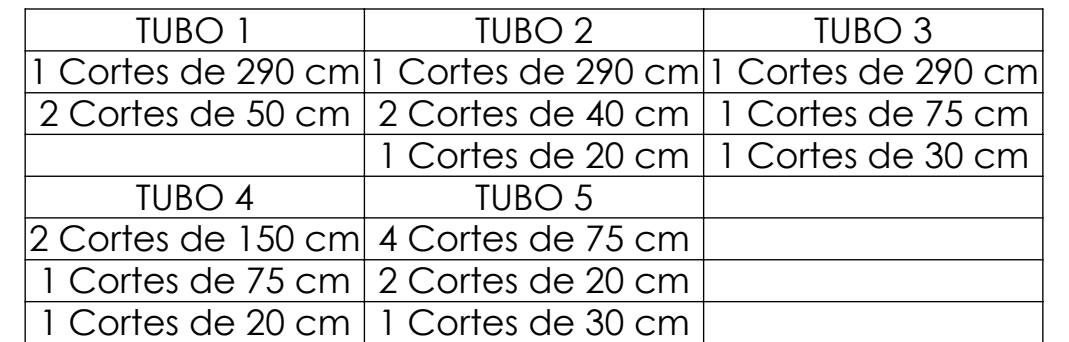 TUBO 1 TUBO 2 TUBO 3
1 Cortes de 290 cm 1 Cortes de 290 cm 1 Cortes de 290 cm
2 Cortes de 50 cm 2 Cortes de 40 cm 1 Cortes de 75 cm
1 Cortes de 20 cm 1 Cortes de 30 cm
TUBO 4 TUBO 5
2 Cortes de 150 cm 4 Cortes de 75 cm
1 Cortes de 75 cm 2 Cortes de 20 cm
1 Cortes de 20 cm 1 Cortes de 30 cm